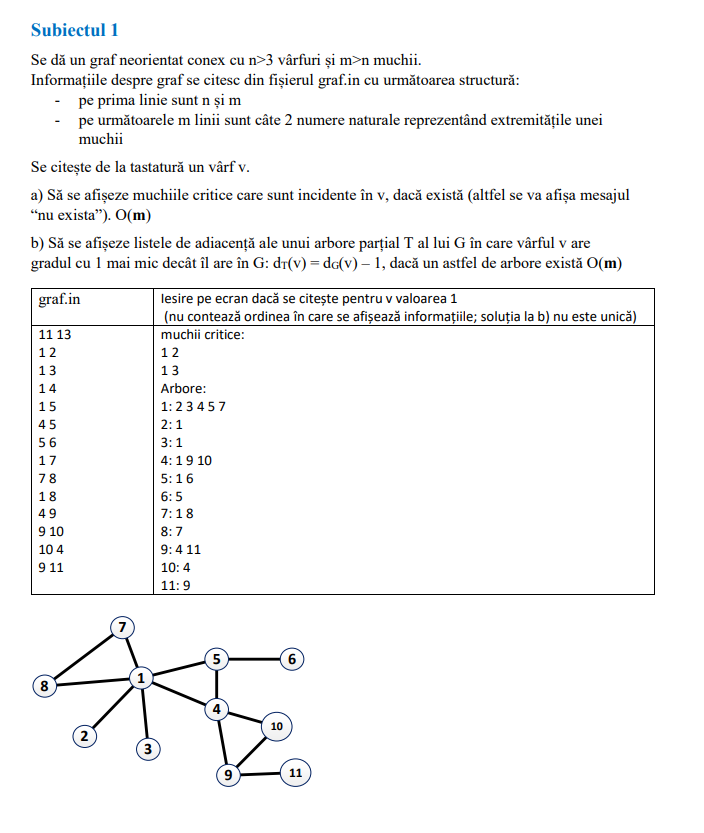 Subiectul 1
Se dă un graf neorientat conex cu n>3 vârfuri și m>n muchii.
Informațiile despre graf se citesc din fișierul graf.in cu următoarea structură:
- pe prima linie sunt n și m
- pe următoarele m linii sunt câte 2 numere naturale reprezentând extremitățile unei
muchii
Se citește de la tastatură un vârf v.
a) Să se afișeze muchiile critice care sunt incidente în v, dacă există (altfel se va afișa mesajul
“nu exista”). O(m)
b) Să se afișeze listele de adiacență ale unui arbore parțial T al lui G în care vârful v are
gradul cu 1 mai mic decât îl are în G: dT(v) = dG(v) – 1, dacă un astfel de arbore există O(m)
graf.in
Iesire pe ecran dacă se citește pentru v valoarea 1
(nu contează ordinea în care se afișează informațiile; soluția la b) nu este unică)
11 13
1 2
1 3
1 4
1 5
4 5
5 6
1 7
7 8
1 8
4 9
9 10
10 4
9 11
muchii critice:
1 2
1 3
Arbore:
1: 2 3 4 5 7
2: 1
3: 1
4: 1 9 10
5: 1 6
6: 5
7: 1 8
8: 7
9: 4 11
10: 4
11: 9
7
5
6
1
8
4
10
2
3
9
11